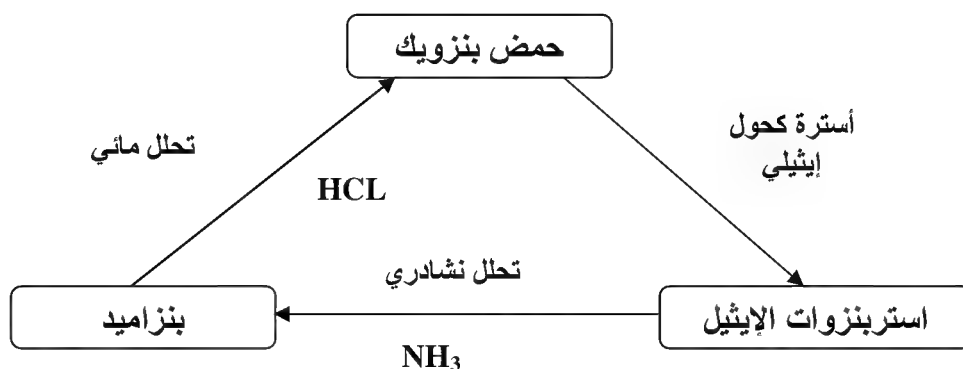 حمض بنزويك
أسترة كحول
إيثيلي
تحلل مائي
HCL
تحلل نشادري
استربنزوات الإيثيل
بنزاميد
NH₃